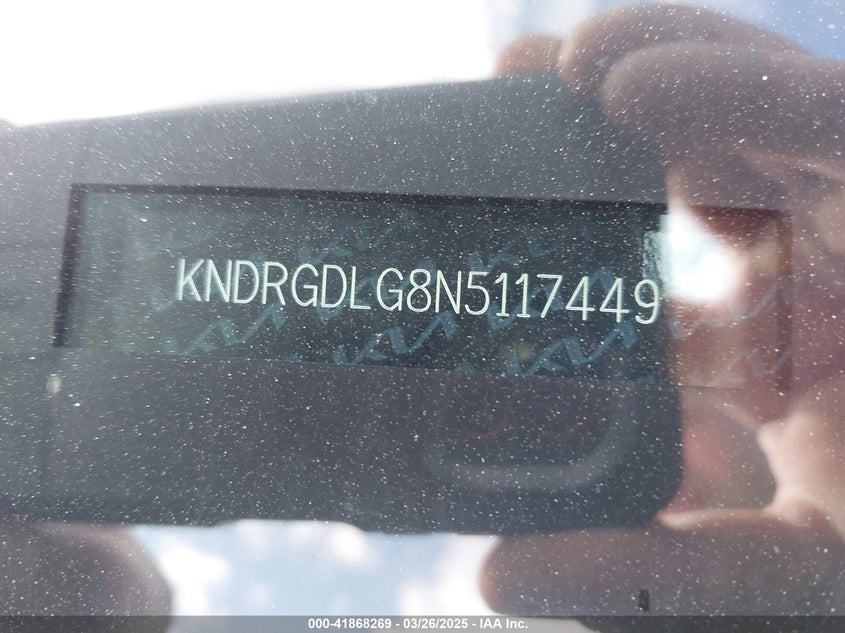 KNDRGDLG8N5117449
000-41868269 - 03/26/2025 - IAA Inc.